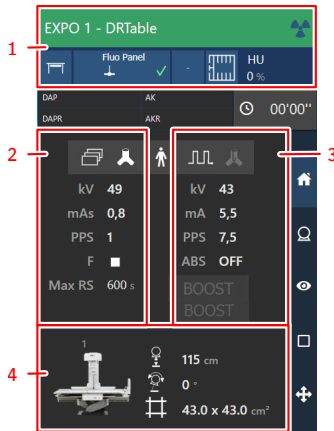 EXPO 1 - DRTable
Fluo Panel
-
HU
0 %
1
DAP
AK
DAPR
AKR
00'00''
2
3
kV 49
mAs 0,8
PPS 1
F
Max RS 600 s
kV 43
mA 5,5
PPS 7,5
ABS OFF
BOOST
BOOST
4
1
115 cm
0 °
43.0 x 43.0 cm²